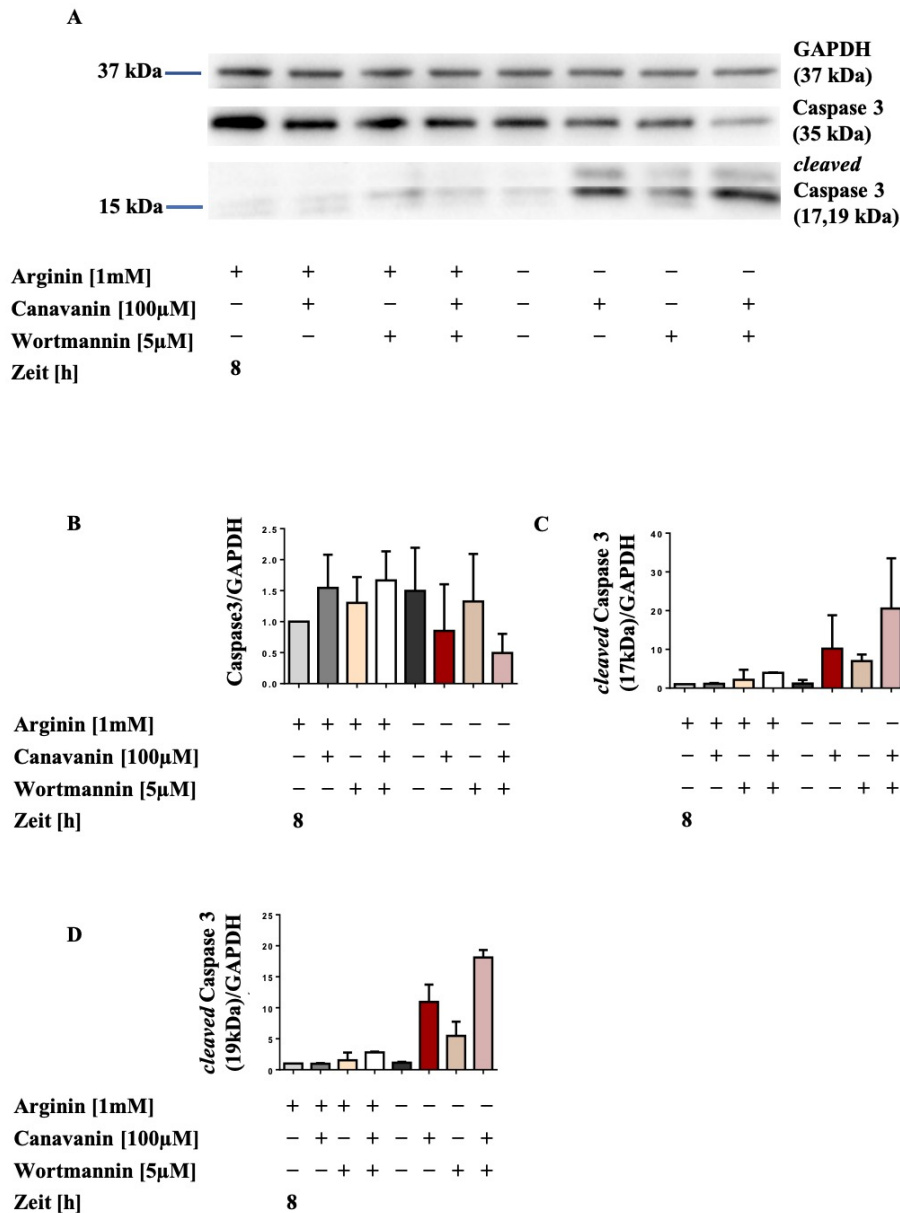 A
37 kDa
GAPDH
(37 kDa)
Caspase 3
(35 kDa)
cleaved
Caspase 3
(17,19 kDa)
15 kDa
Arginin [1mM] + + + + – – – –
Canavanin [100µM] – + – + – + – +
Wortmannin [5µM] – – + + – – + +
Zeit [h] 8
B
Caspase3/GAPDH
2.5
2.0
1.5
1.0
0.5
0.0
Arginin [1mM] + + + + – – – –
Canavanin [100µM] – + – + – + – +
Wortmannin [5µM] – – + + – – + +
Zeit [h] 8
C
cleaved Caspase 3
(17kDa)/GAPDH
40
30
20
10
0
+ + + + – – – –
– + – + – + – +
– – + + – – + +
8
D
cleaved Caspase 3
(19kDa)/GAPDH
25
20
15
10
5
0
Arginin [1mM] + + + + – – – –
Canavanin [100µM] – + – + – + – +
Wortmannin [5µM] – – + + – – + +
Zeit [h] 8